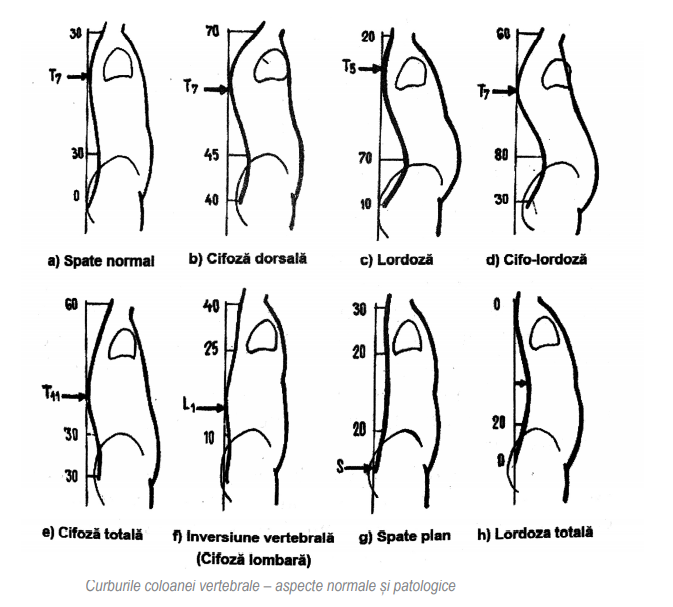 30
T7
30
0
a) Spate normal
70
T7
45
40
b) Cifoză dorsală
20
T5
70
10
c) Lordoză
60
T7
80
30
d) Cifo-lordoză
60
T11
30
30
e) Cifoză totală
40
25
L1
10
f) Inversiune vertebrală
(Cifoză lombară)
30
20
20
S
g) Spate plan
0
20
0
h) Lordoza totală
Curburile coloanei vertebrale – aspecte normale și patologice